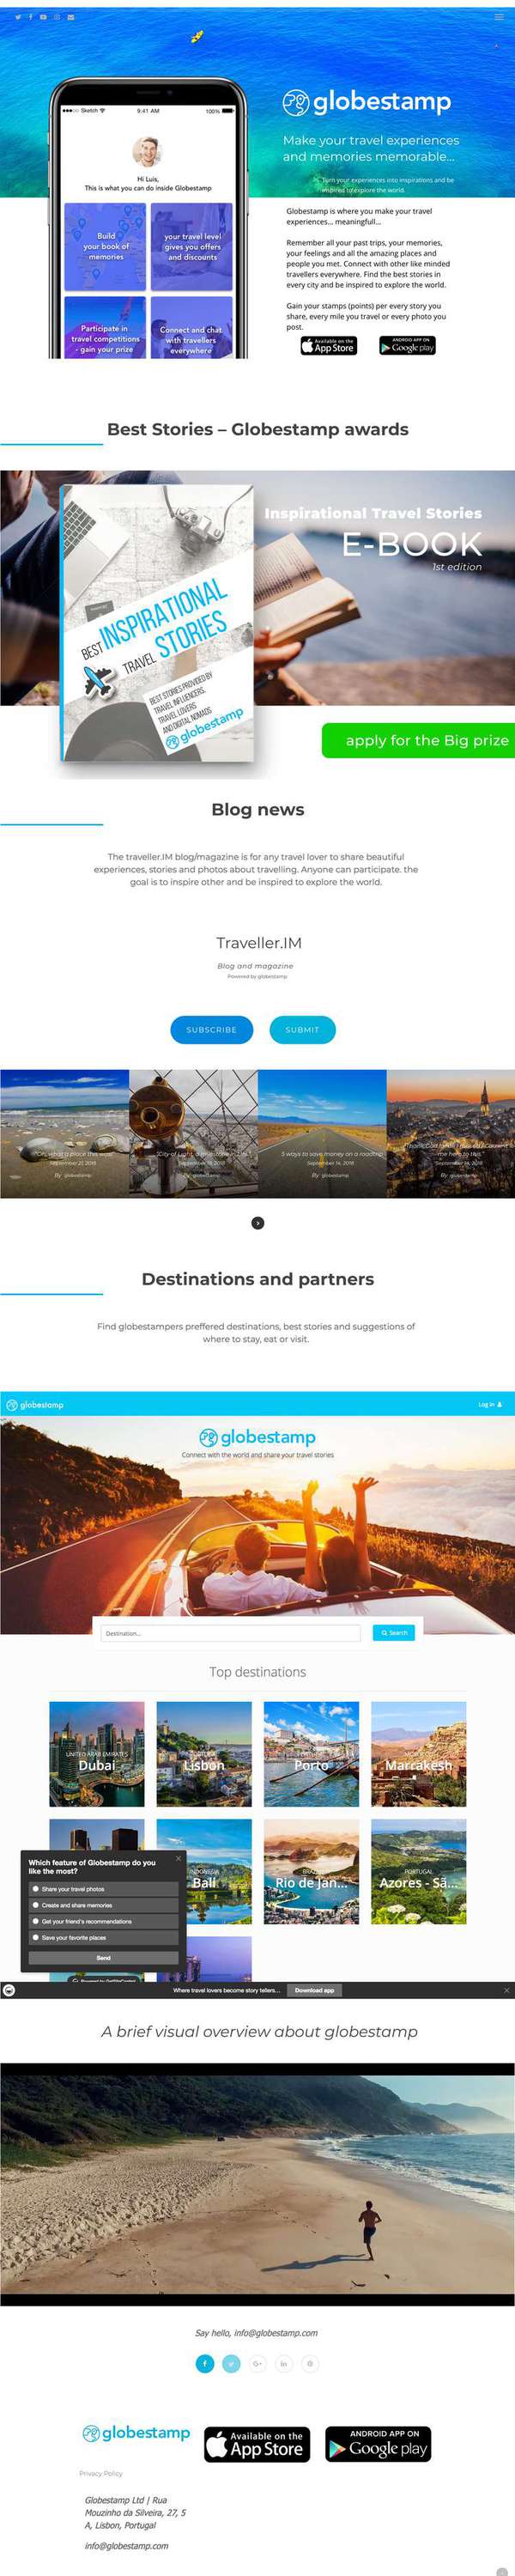 globestamp
Make your travel experiences
and memories memorable...
Turn your experiences into inspirations and be
inspired to explore the world.
Sketch
9:41 AM
100%
Hi Luis,
This is what you can do inside Globestamp
Build
your book of
memories
your travel level
gives you offers
and discounts
Participate in
travel competitions
- gain your prize
Connect and chat
with travellers
everywhere
Globestamp is where you make your travel
experiences... meaningfull...
Remember all your past trips, your memories,
your feelings and all the amazing places and
people you met. Connect with other like minded
travellers everywhere. Find the best stories in
every city and be inspired to explore the world.
Gain your stamps (points) per every story you
share, every mile you travel or every photo you
post.
Available on the
App Store
ANDROID APP ON
Google play
Best Stories – Globestamp awards
Inspirational Travel Stories
E-BOOK
1st edition
BEST INSPIRATIONAL
TRAVEL STORIES
BEST STORIES PROVIDED BY
TRAVEL INFLUENCERS,
TRAVEL LOVERS
AND DIGITAL NOMADS
globestamp
apply for the Big prize
Blog news
The traveller.IM blog/magazine is for any travel lover to share beautiful
experiences, stories and photos about travelling. Anyone can participate. the
goal is to inspire other and be inspired to explore the world.
Traveller.IM
Blog and magazine
Powered by globestamp
SUBSCRIBE
SUBMIT
September 21, 2018
By globestamp
5 ways to save money on a roadtrip
September 14, 2018
By globestamp
me here to this"
By globestamp
Destinations and partners
Find globestampers preffered destinations, best stories and suggestions of
where to stay, eat or visit.
globestamp
Log in
globestamp
Connect with the world and share your travel stories
Destination...
Search
Top destinations
UNITED ARAB EMIRATES
Dubai
Lisbon
Porto
Marrakesh
INDONESIA
Bali
BRAZIL
Rio de Jan...
PORTUGAL
Azores - Sã...
Which feature of Globestamp do you
like the most?
Share your travel photos
Create and share memories
Get your friend's recommendations
Save your favorite places
Send
Where travel lovers become story tellers...
Download app
A brief visual overview about globestamp
Say hello, info@globestamp.com
globestamp
Available on the
App Store
ANDROID APP ON
Google play
Privacy Policy
Globestamp Ltd | Rua
Mouzinho da Silveira, 27, 5
A, Lisbon, Portugal
info@globestamp.com